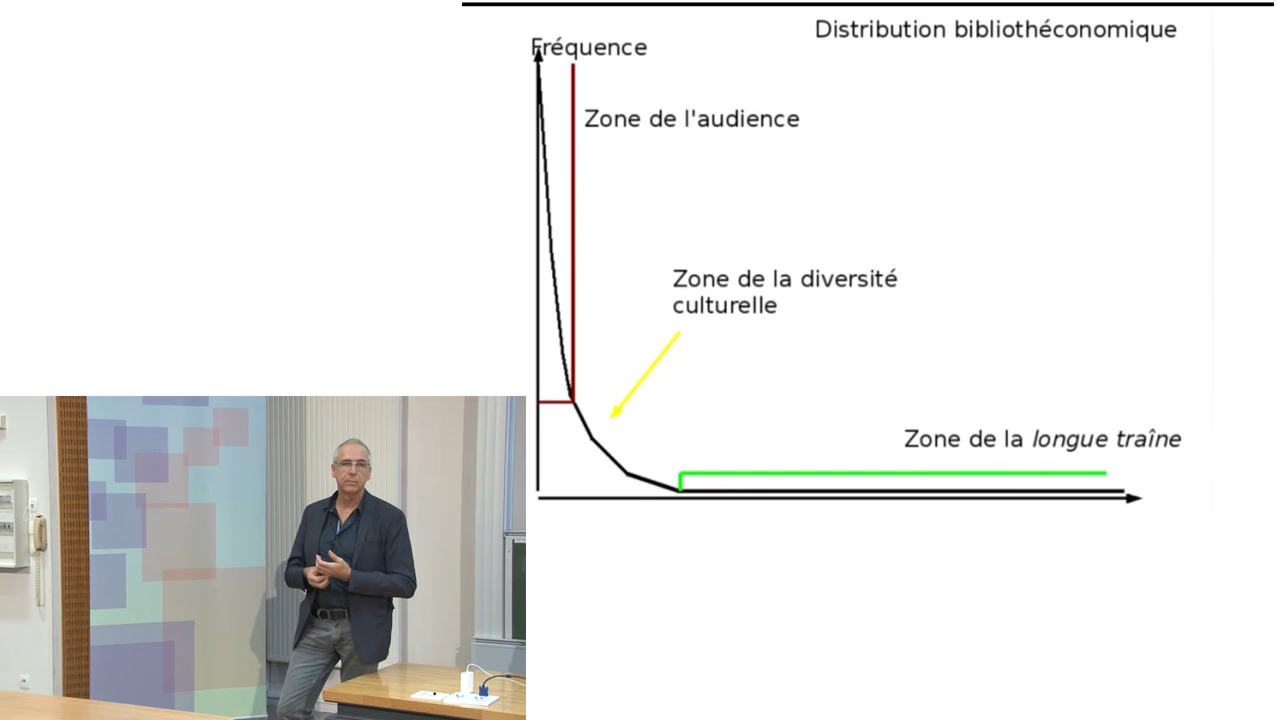 Distribution bibliothéconomique
Fréquence
Zone de l'audience
Zone de la diversité
culturelle
Zone de la longue traîne